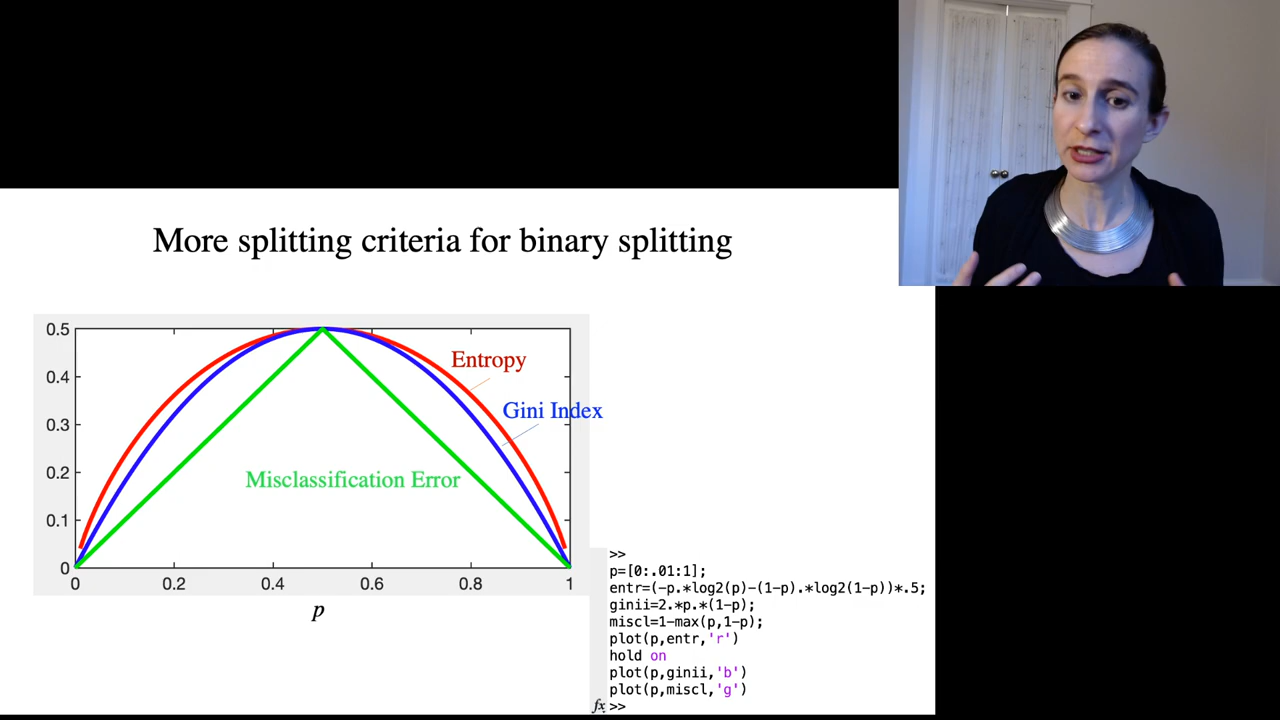 More splitting criteria for binary splitting
0.5
0.4
0.3
0.2
0.1
0
Entropy
Gini Index
Misclassification Error
0 0.2 0.4 0.6 0.8 1
p
>>
p=[0:.01:1];
entr=(-p.*log2(p)-(1-p).*log2(1-p))*.5;
ginii=2.*p.*(1-p);
miscl=1-max(p,1-p);
plot(p,entr,'r')
hold on
plot(p,ginii,'b')
plot(p,miscl,'g')
fx >>